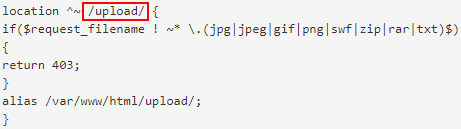 location ^~ /upload/ {
if($request_filename ! ~* \.(jpg|jpeg|gif|png|swf|zip|rar|txt)$)
{
return 403;
}
alias /var/www/html/upload/;
}